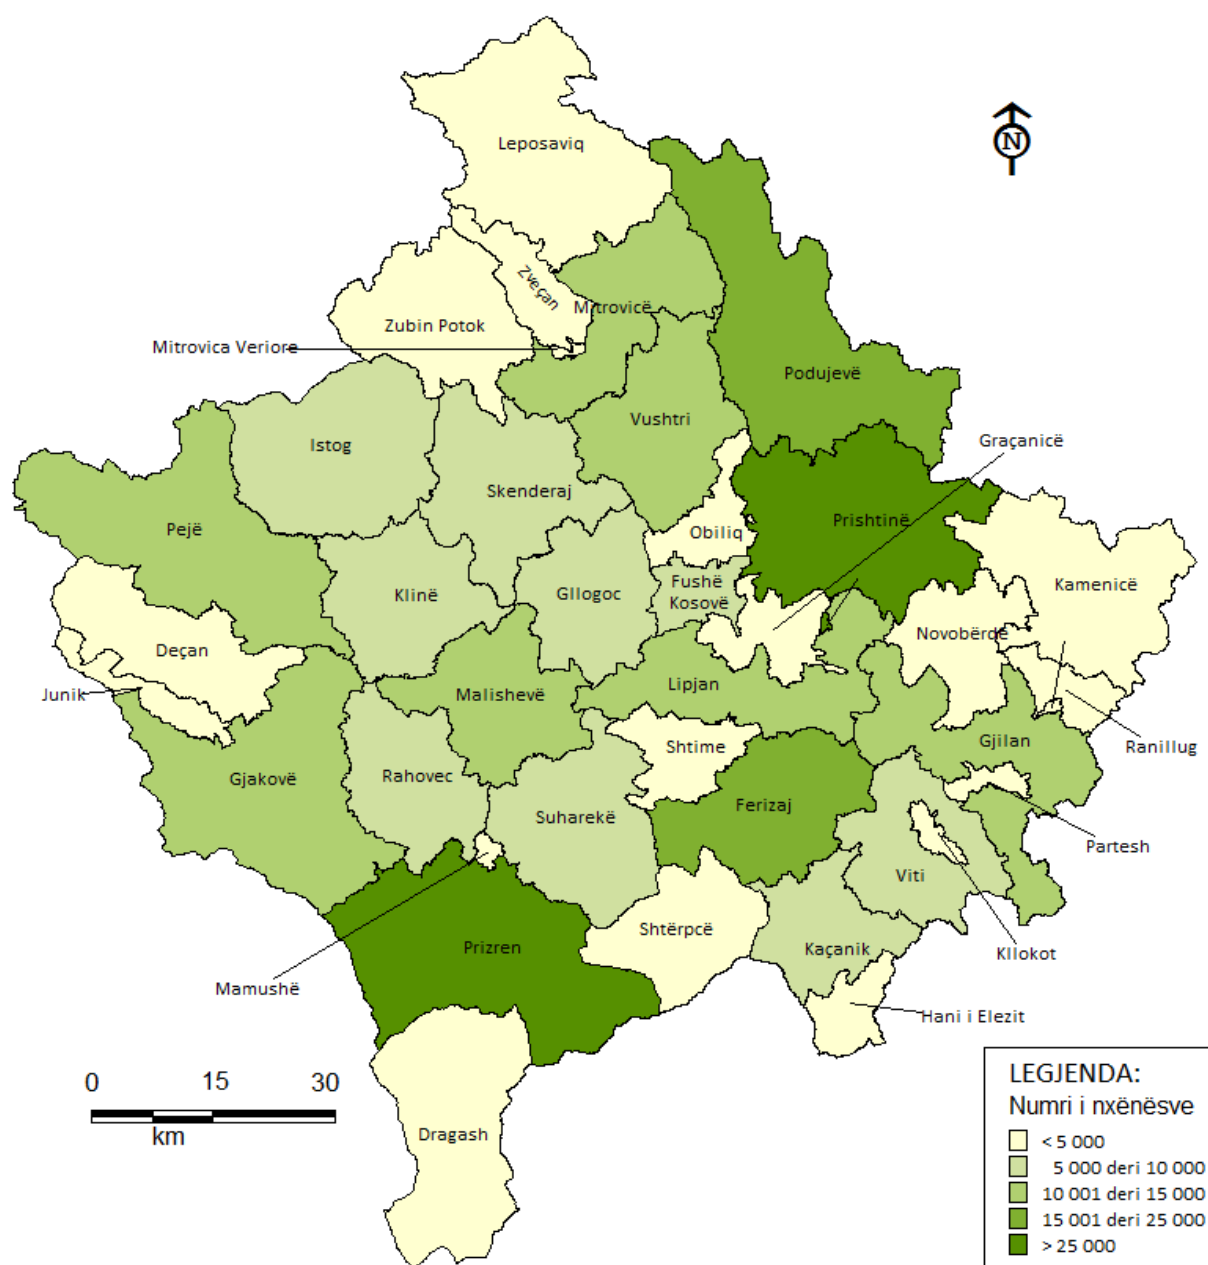 Leposaviq
N
Zveçan
Mitrovicë
Zubin Potok
Mitrovica Veriore
Podujevë
Vushtri
Istog
Graçanicë
Skenderaj
Prishtinë
Pejë
Obiliq
Fushë
Kosovë
Kamenicë
Klinë
Gllogoc
Novobërdë
Deçan
Junik
Malishevë
Lipjan
Shtime
Gjilan
Ranillug
Gjakovë
Rahovec
Ferizaj
Suharekë
Partesh
Viti
Shtërpcë
Prizren
Kaçanik
Kllokot
Mamushë
Hani i Elezit
0 15 30
km
Dragash
LEGJENDA:
Numri i nxënësve
< 5 000
5 000 deri 10 000
10 001 deri 15 000
15 001 deri 25 000
> 25 000